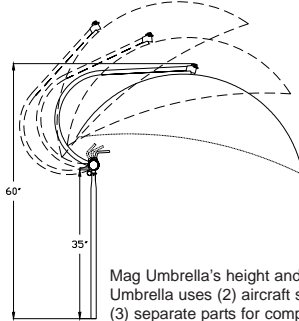 60"
35"
Mag Umbrella's height and
Umbrella uses (2) aircraft s
(3) separate parts for comp